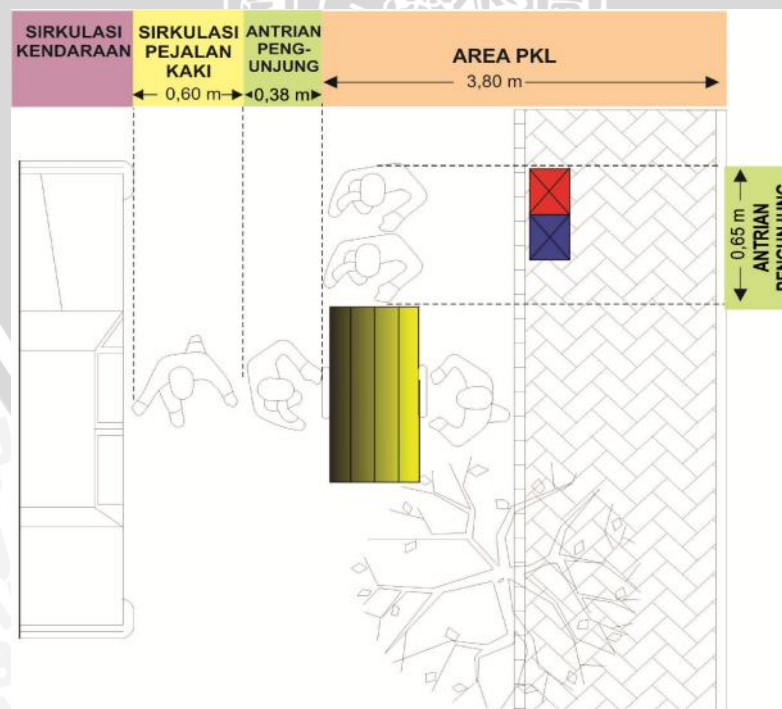 SIRKULASI
KENDARAAN
SIRKULASI
PEJALAN
KAKI
0,60 m
ANTRIAN
PENG-
UNJUNG
0,38 m
AREA PKL
3,80 m
0,65 m
ANTRIAN
PENGUNJUNG